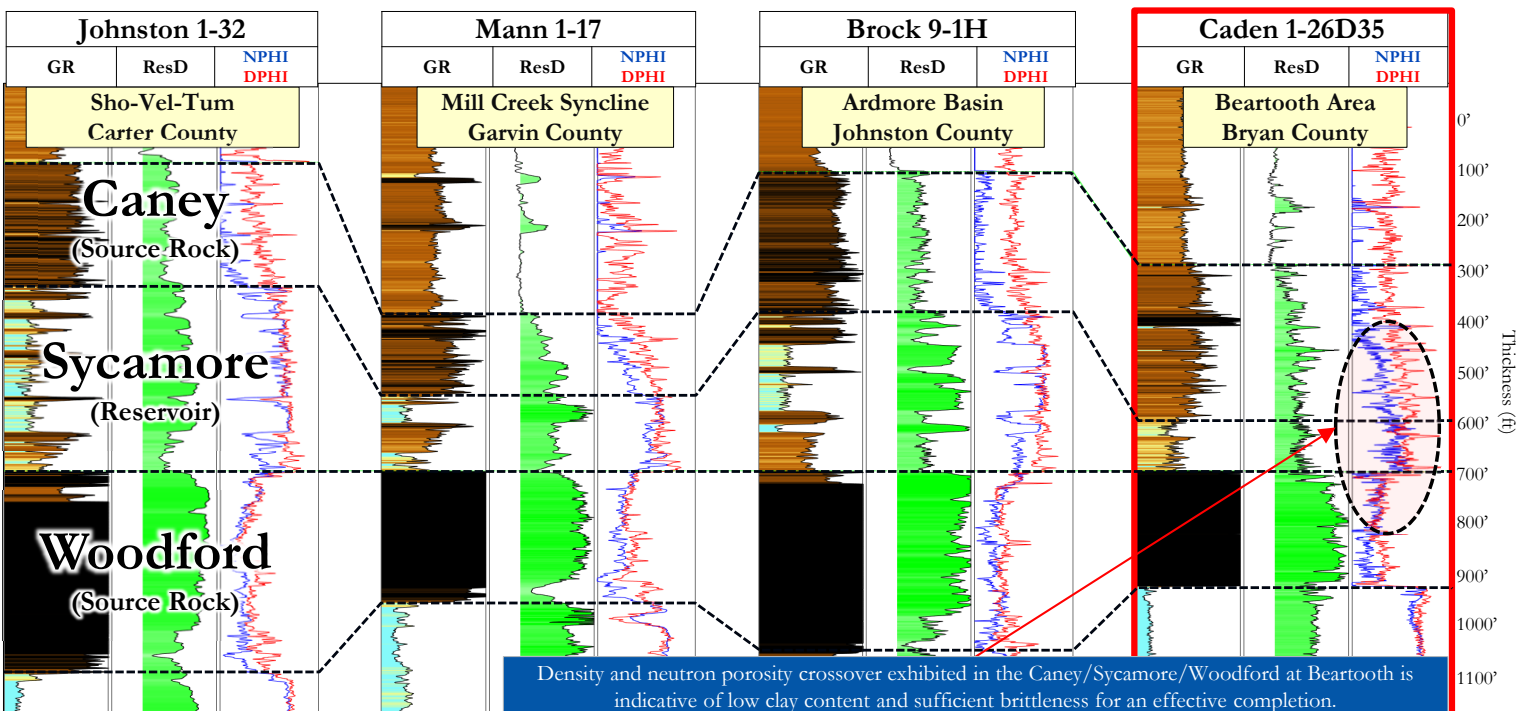 Johnston 1-32
GR
ResD
NPHI
DPHI
Sho-Vel-Tum
Carter County
Mann 1-17
GR
ResD
NPHI
DPHI
Mill Creek Syncline
Garvin County
Brock 9-1H
GR
ResD
NPHI
DPHI
Ardmore Basin
Johnston County
Caden 1-26D35
GR
ResD
NPHI
DPHI
Beartooth Area
Bryan County
Caney
(Source Rock)
Sycamore
(Reservoir)
Woodford
(Source Rock)
0'
100'
200'
300'
400'
500'
600'
700'
800'
900'
1000'
1100'
Thickness (ft)
Density and neutron porosity crossover exhibited in the Caney/Sycamore/Woodford at Beartooth is
indicative of low clay content and sufficient brittleness for an effective completion.